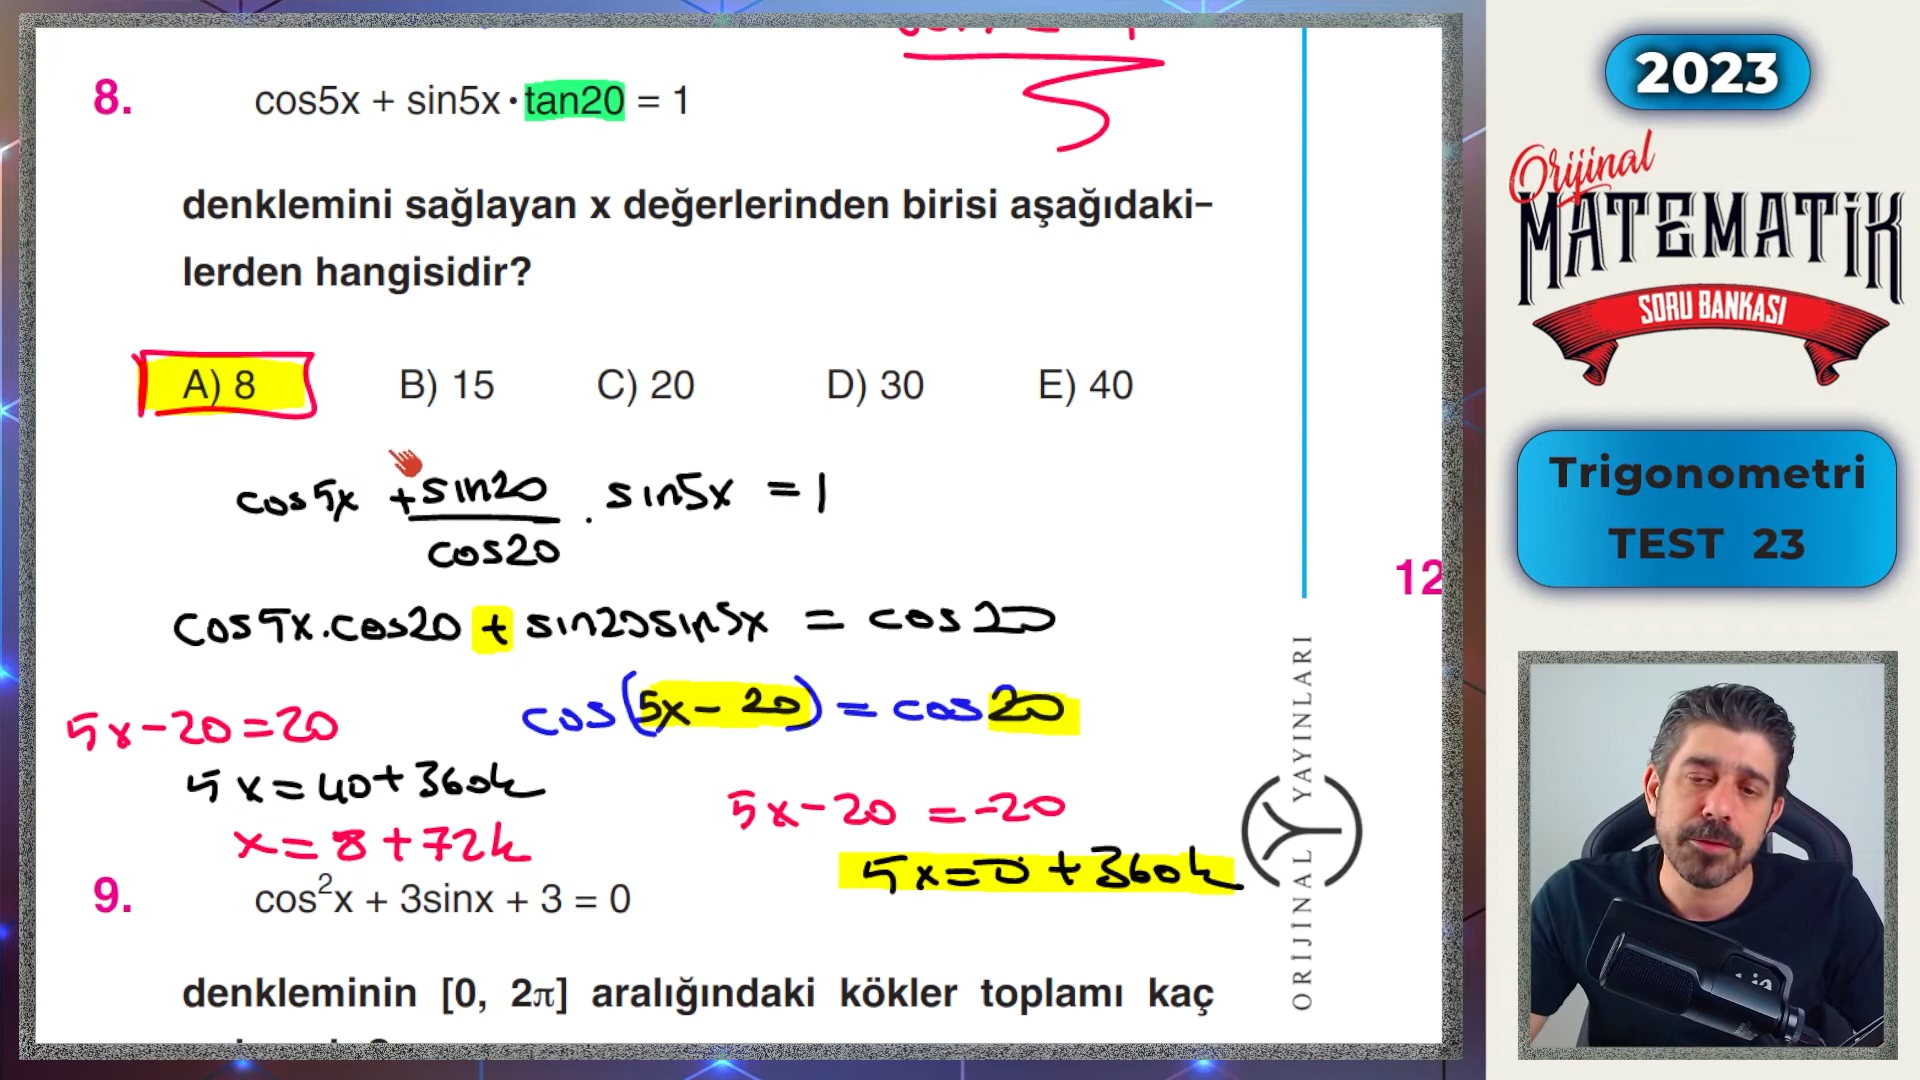 8. cos5x + sin5x · tan20 = 1
denklemini sağlayan x değerlerinden birisi aşağıdaki-
lerden hangisidir?
A) 8 B) 15 C) 20 D) 30 E) 40
cos5x + sin20/cos20 . sin5x = 1
cos5x.cos20 + sin20sin5x = cos20
cos(5x - 20) = cos20
5x-20=20
5x=40+360k
x=8+72k
5x-20 = -20
5x=0+360k
9. cos²x + 3sinx + 3 = 0
denkleminin [0, 2π] aralığındaki kökler toplamı kaç
12
ORİJİNAL YAYINLARI
2023
Orijinal
MATEMATİK
SORU BANKASI
Trigonometri
TEST 23